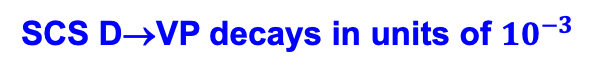 SCS D→VP decays in units of 10⁻³